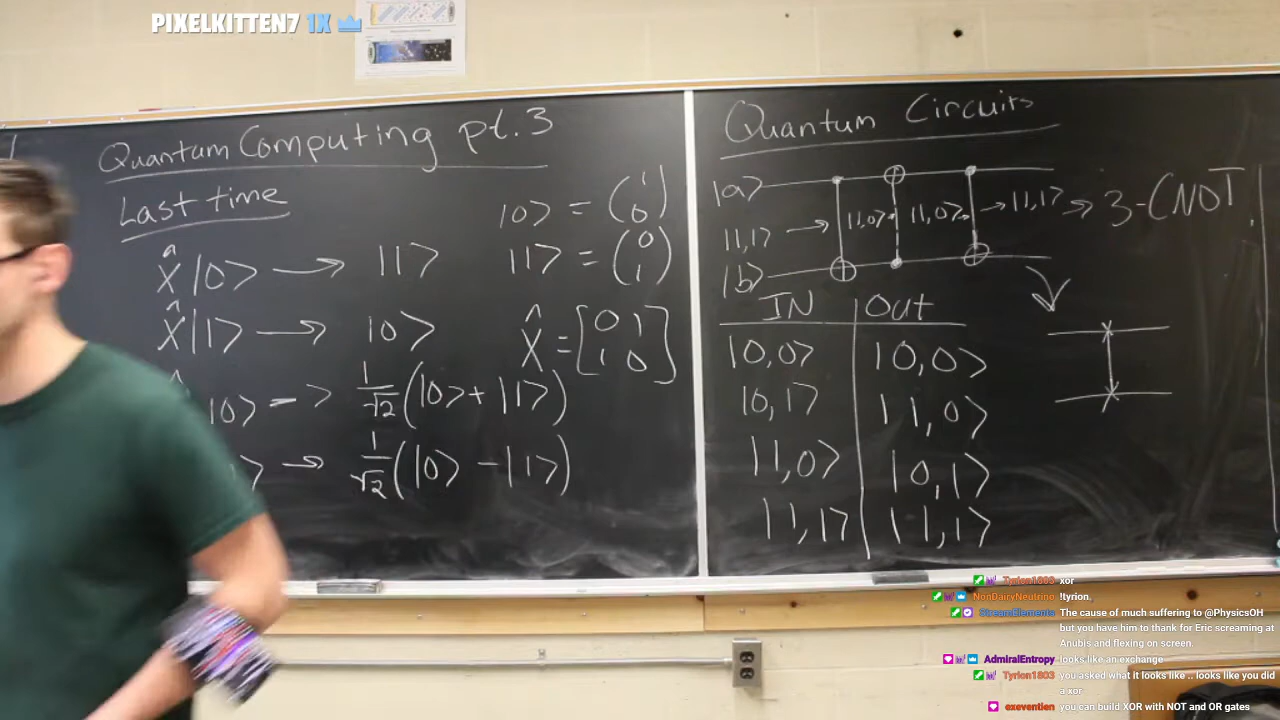 PIXELKITTEN7 1X
Quantum Computing pt.3
Last time
|0> = (1 0)
X̂|0> → |1>
|1> = (0 1)
X̂|1> → |0>
X̂ = [0 1 1 0]
|0> → 1/√2 (|0> + |1>)
→ 1/√2 (|0> - |1>)
Quantum Circuits
|a>
|1,1> → |1,0> |1,0> → |1,1> ⇒ 3-CNOT
|b>
IN Out
|0,0> |0,0>
|0,1> |1,0>
|1,0> |0,1>
|1,1> |1,1>
Tyrion1803 xor
NonDairyNeutrino !tyrion.
StreamElements The cause of much suffering to @PhysicsOH
but you have him to thank for Eric screaming at
Anubis and flexing on screen.
AdmiralEntropy looks like an exchange
Tyrion1803 you asked what it looks like .. looks like you did
a xor
exeventien you can build XOR with NOT and OR gates